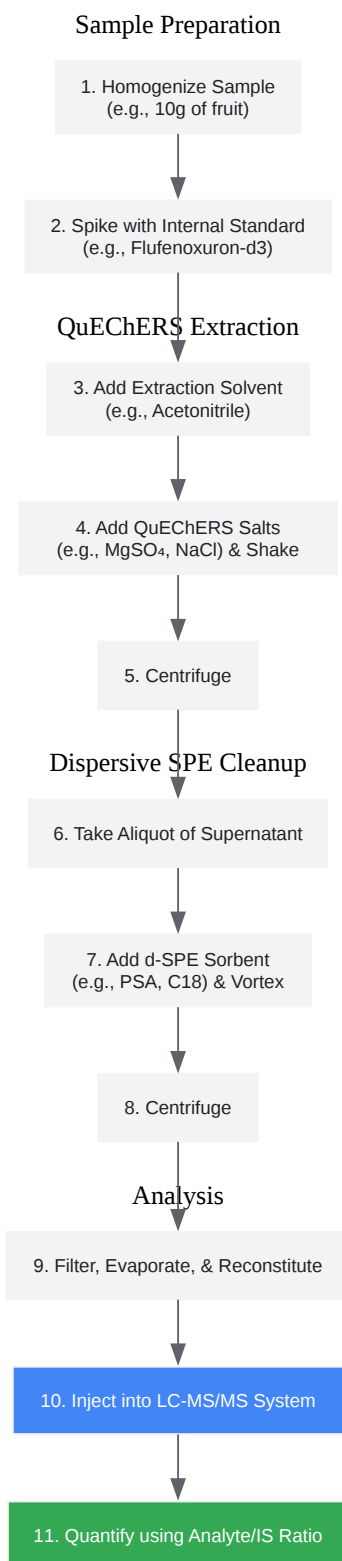 Sample Preparation
1. Homogenize Sample
(e.g., 10g of fruit)
2. Spike with Internal Standard
(e.g., Flufenoxuron-d3)
QuEChERS Extraction
3. Add Extraction Solvent
(e.g., Acetonitrile)
4. Add QuEChERS Salts
(e.g., MgSO₄, NaCl) & Shake
5. Centrifuge
Dispersive SPE Cleanup
6. Take Aliquot of Supernatant
7. Add d-SPE Sorbent
(e.g., PSA, C18) & Vortex
8. Centrifuge
Analysis
9. Filter, Evaporate, & Reconstitute
10. Inject into LC-MS/MS System
11. Quantify using Analyte/IS Ratio